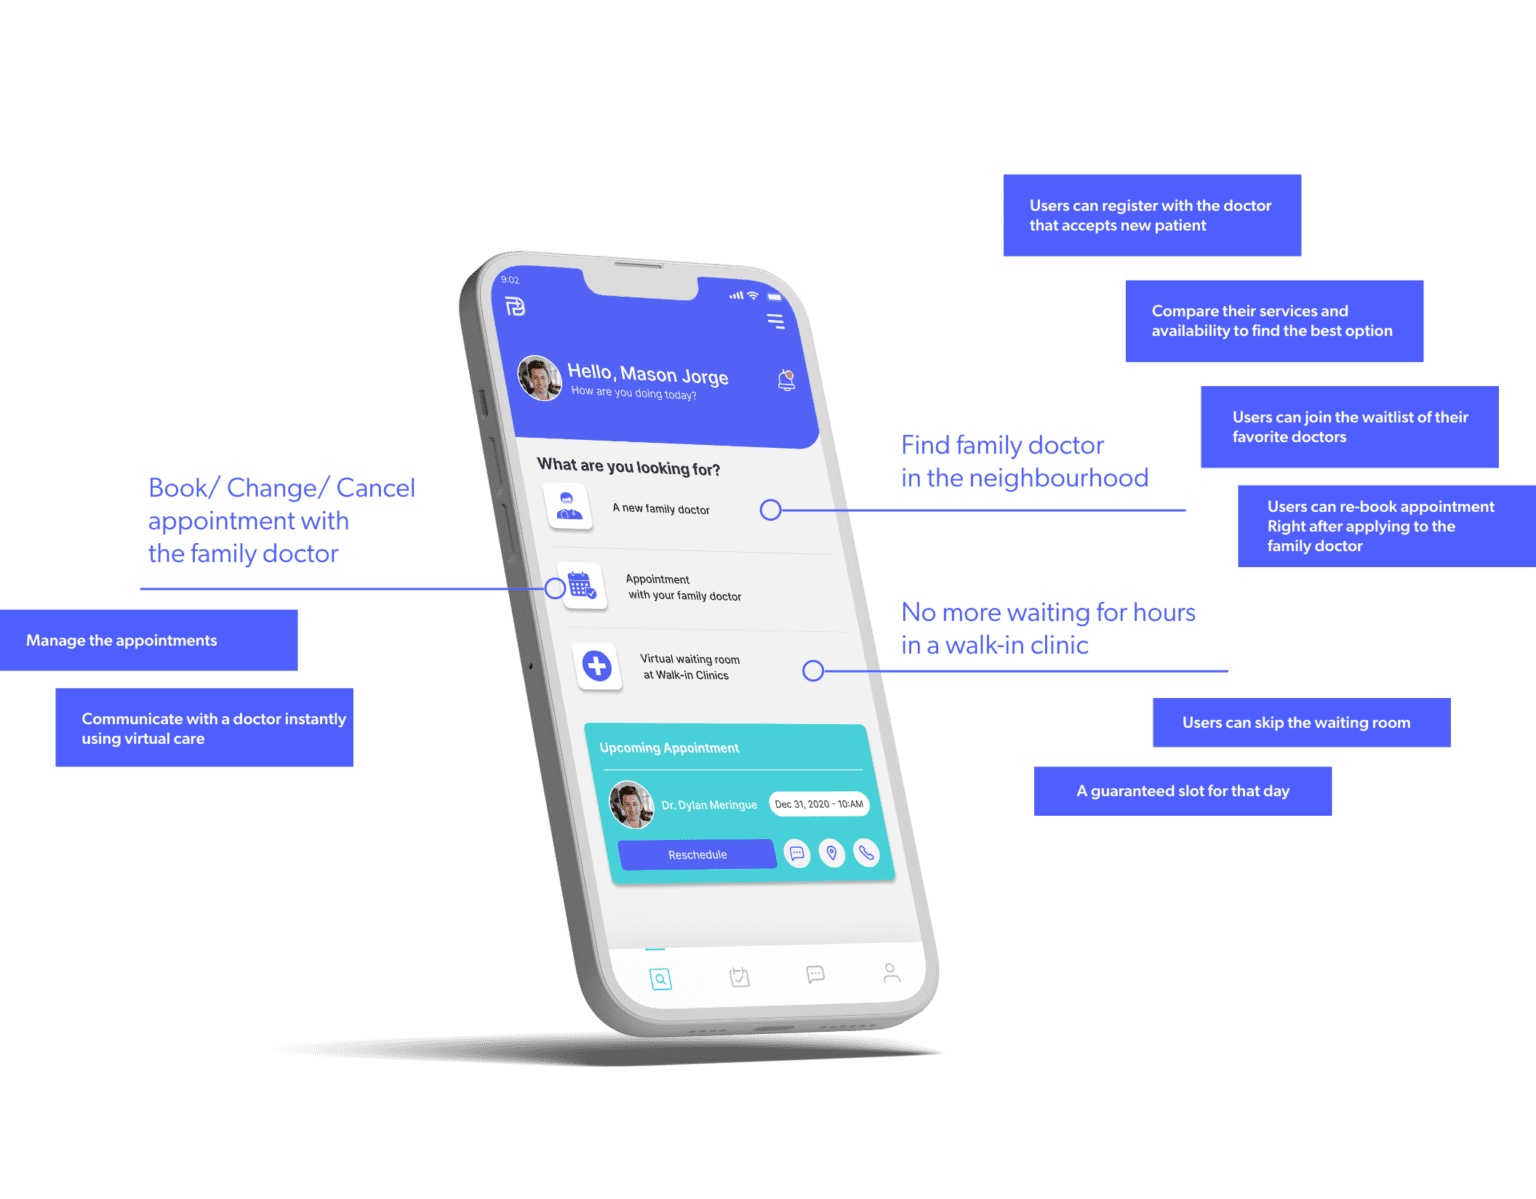 Users can register with the doctor
that accepts new patient
Compare their services and
availability to find the best option
Users can join the waitlist of their
favorite doctors
Users can re-book appointment
Right after applying to the
family doctor
Find family doctor
in the neighbourhood
Book/ Change/ Cancel
appointment with
the family doctor
Manage the appointments
Communicate with a doctor instantly
using virtual care
9:02
Hello, Mason Jorge
How are you doing today?
What are you looking for?
A new family doctor
Appointment
with your family doctor
Virtual waiting room
at Walk-in Clinics
Upcoming Appointment
Dr. Dylan Meringue
Dec 31, 2020 - 10:AM
Reschedule
No more waiting for hours
in a walk-in clinic
Users can skip the waiting room
A guaranteed slot for that day